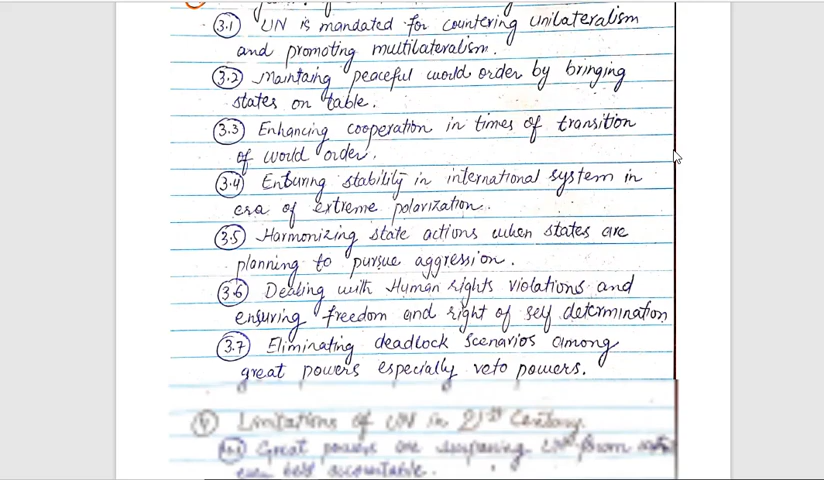 3.1 UN is mandated for countering unilateralism
and promoting multilateralism.
3.2 Maintaing peaceful world order by bringing
states on table.
3.3 Enhancing cooperation in times of transition
of world order.
3.4 Ensuring stability in international system in
era of extreme polarization.
3.5 Harmonizing state actions when states are
planning to pursue aggression.
3.6 Dealing with Human rights violations and
ensuring freedom and right of self determination
3.7 Eliminating deadlock scenarios among
great powers especially veto powers.
4 Limitations of UN in 21st Century.
Great powers are from
accountable.